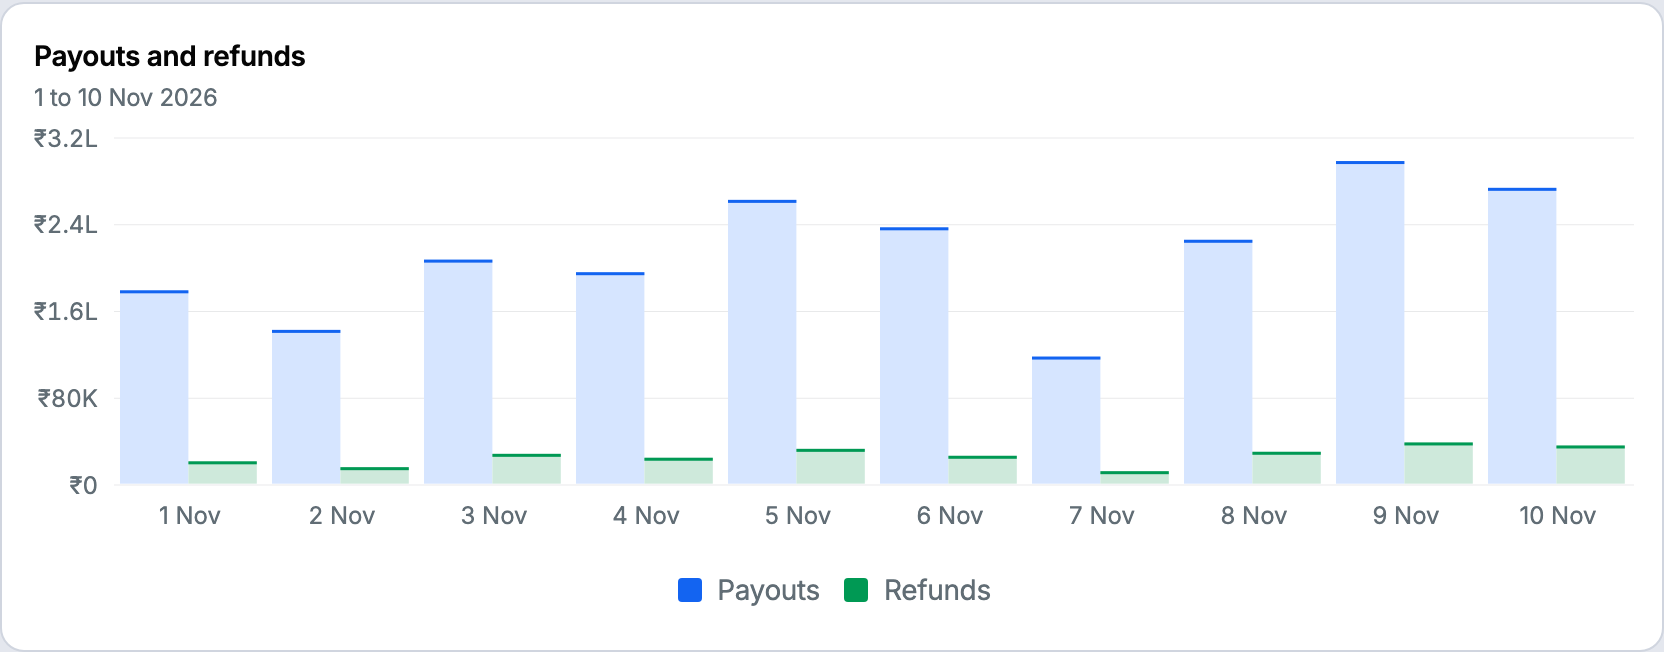 Payouts and refunds
1 to 10 Nov 2026
₹3.2L
₹2.4L
₹1.6L
₹80K
₹0
1 Nov 2 Nov 3 Nov 4 Nov 5 Nov 6 Nov 7 Nov 8 Nov 9 Nov 10 Nov
Payouts Refunds